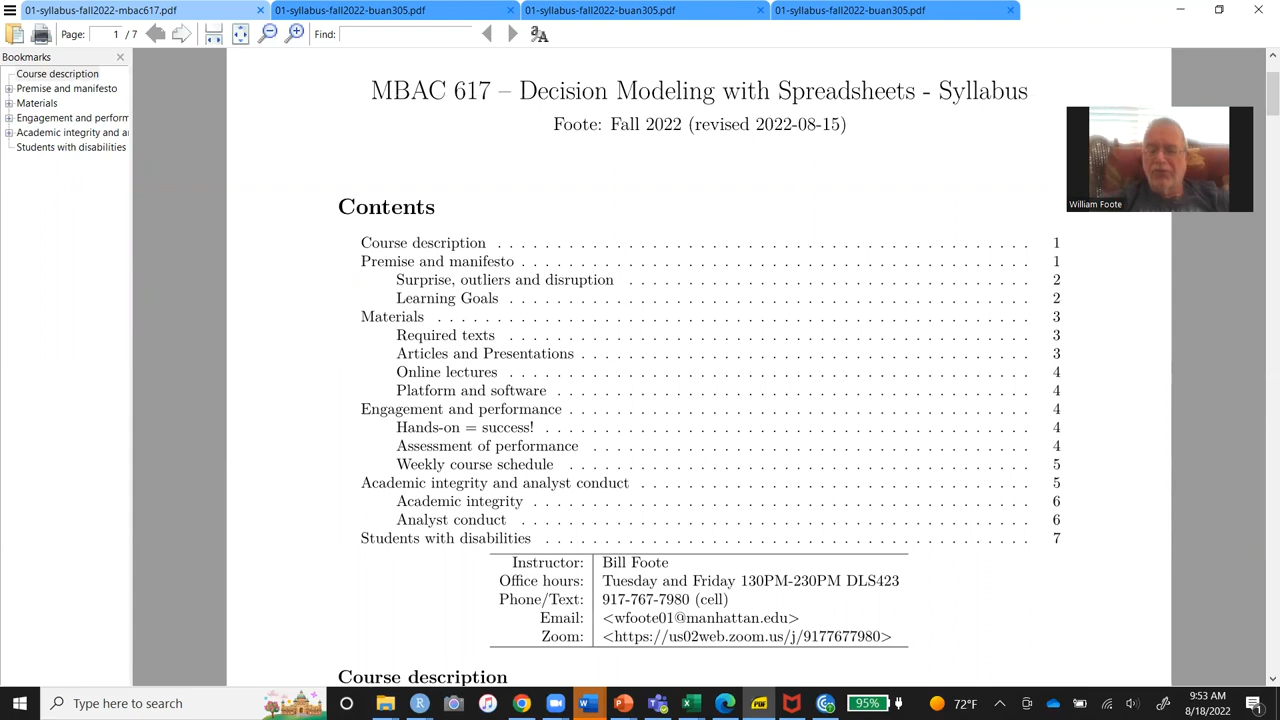 01-syllabus-fall2022-mbac617.pdf
01-syllabus-fall2022-buan305.pdf
01-syllabus-fall2022-buan305.pdf
01-syllabus-fall2022-buan305.pdf
Page: 1 / 7 Find:
Bookmarks
Course description
Premise and manifesto
Materials
Engagement and perform
Academic integrity and ar
Students with disabilities
MBAC 617 – Decision Modeling with Spreadsheets - Syllabus
Foote: Fall 2022 (revised 2022-08-15)
William Foote
Contents
Course description . . . . . . . . . . . . . . . . . . . . . . . . . . . . . . 1
Premise and manifesto . . . . . . . . . . . . . . . . . . . . . . . . . . . . . . 1
Surprise, outliers and disruption . . . . . . . . . . . . . . . . . . . . . . . . . 2
Learning Goals . . . . . . . . . . . . . . . . . . . . . . . . . . . . . . 2
Materials . . . . . . . . . . . . . . . . . . . . . . . . . . . . . . 3
Required texts . . . . . . . . . . . . . . . . . . . . . . . . . . . . . . 3
Articles and Presentations . . . . . . . . . . . . . . . . . . . . . . . . . . . 3
Online lectures . . . . . . . . . . . . . . . . . . . . . . . . . . . . . . 4
Platform and software . . . . . . . . . . . . . . . . . . . . . . . . . . . . 4
Engagement and performance . . . . . . . . . . . . . . . . . . . . . . . . . . . 4
Hands-on = success! . . . . . . . . . . . . . . . . . . . . . . . . . . . . . 4
Assessment of performance . . . . . . . . . . . . . . . . . . . . . . . . . . . 4
Weekly course schedule . . . . . . . . . . . . . . . . . . . . . . . . . . . . 5
Academic integrity and analyst conduct . . . . . . . . . . . . . . . . . . . . . . . 5
Academic integrity . . . . . . . . . . . . . . . . . . . . . . . . . . . . . 6
Analyst conduct . . . . . . . . . . . . . . . . . . . . . . . . . . . . . . 6
Students with disabilities . . . . . . . . . . . . . . . . . . . . . . . . . . . . 7
Instructor: Bill Foote
Office hours: Tuesday and Friday 130PM-230PM DLS423
Phone/Text: 917-767-7980 (cell)
Email: <wfoote01@manhattan.edu>
Zoom: <https://us02web.zoom.us/j/9177677980>
Course description
Type here to search
95%
72°F
9:53 AM
8/18/2022